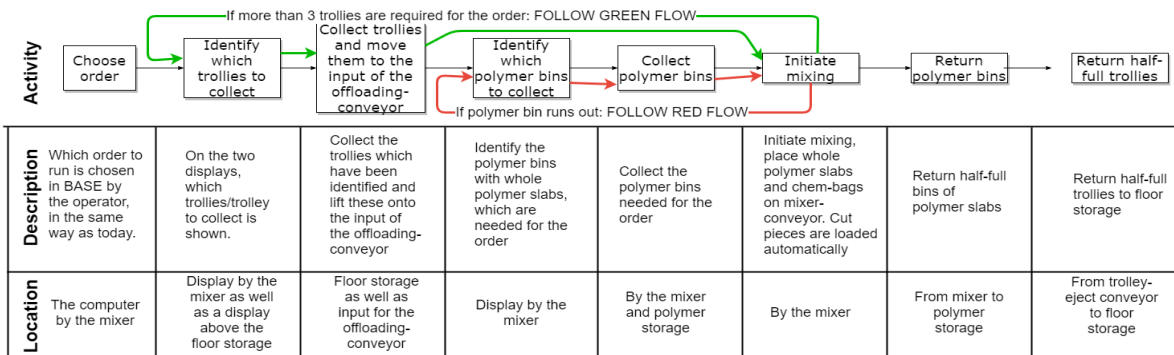 If more than 3 trollies are required for the order: FOLLOW GREEN FLOW
Activity
Choose
order
Identify
which
trollies to
collect
Collect trollies
and move
them to the
input of the
offloading-
conveyor
Identify
which
polymer bins
to collect
Collect
polymer bins
Initiate
mixing
Return
polymer bins
Return half-
full trollies
If polymer bin runs out: FOLLOW RED FLOW
Description
Which order to
run is chosen
in BASE by
the operator,
in the same
way as today.
On the two
displays,
which
trollies/trolley
to collect is
shown.
Collect the
trollies which
have been
identified and
lift these onto
the input of
the offloading-
conveyor
Identify the
polymer bins
with whole
polymer slabs,
which are
needed for the
order
Collect the
polymer bins
needed for the
order
Initiate mixing,
place whole
polymer slabs
and chem-bags
on mixer-
conveyor. Cut
pieces are loaded
automatically
Return half-full
bins of
polymer slabs
Return half-full
trollies to floor
storage
Location
The computer
by the mixer
Display by the
mixer as well
as a display
above the
floor storage
Floor storage
as well as
input for the
offloading-
conveyor
Display by the
mixer
By the mixer
and polymer
storage
By the mixer
From mixer to
polymer
storage
From trolley-
eject conveyor
to floor
storage